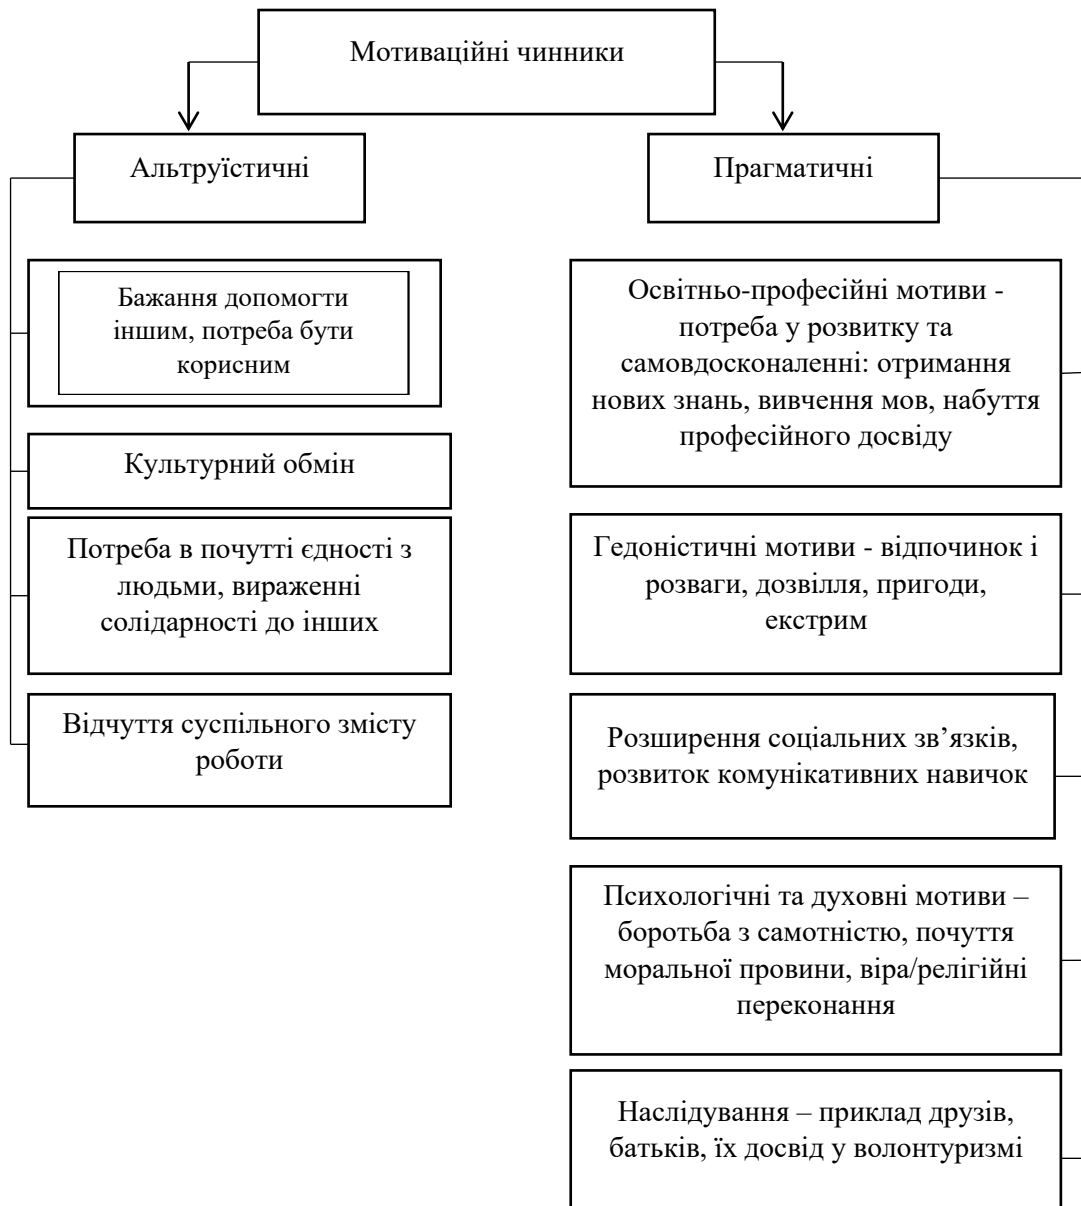 Мотиваційні чинники
Альтруїстичні
Прагматичні
Бажання допомогти
іншим, потреба бути
корисним
Культурний обмін
Потреба в почутті єдності з
людьми, вираженні
солідарності до інших
Відчуття суспільного змісту
роботи
Освітньо-професійні мотиви -
потреба у розвитку та
самовдосконаленні: отримання
нових знань, вивчення мов, набуття
професійного досвіду
Гедоністичні мотиви - відпочинок і
розваги, дозвілля, пригоди,
екстрим
Розширення соціальних зв’язків,
розвиток комунікативних навичок
Психологічні та духовні мотиви –
боротьба з самотністю, почуття
моральної провини, віра/релігійні
переконання
Наслідування – приклад друзів,
батьків, їх досвід у волонтуризмі